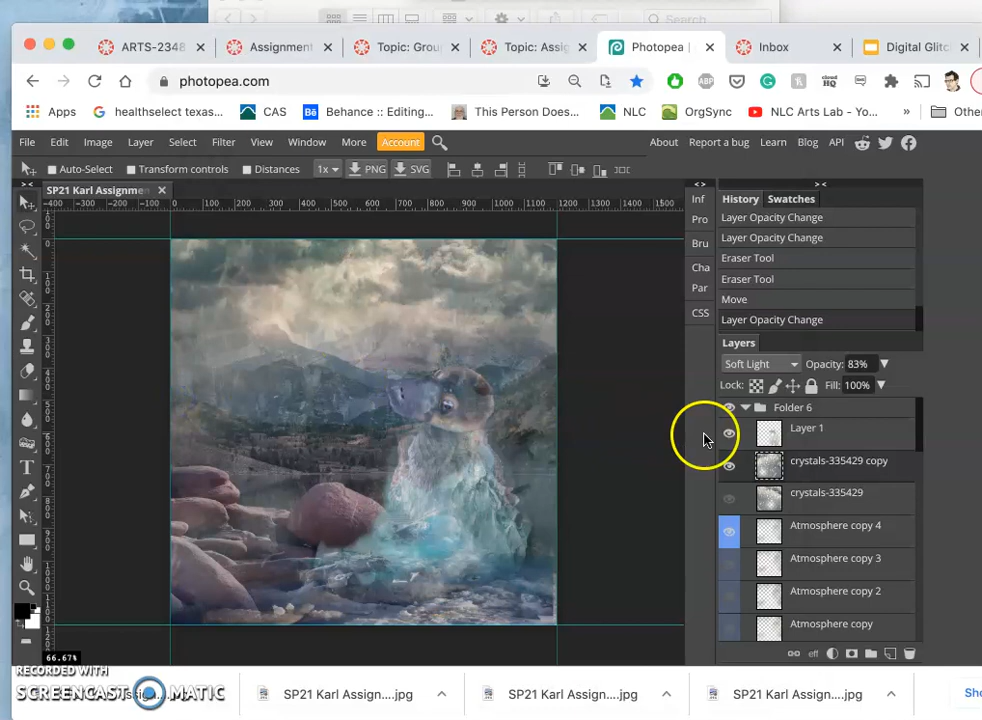 Search
ARTS-2348
Assignment
Topic: Grou
Topic: Assig
Photopea |
Inbox
Digital Glitc
photopea.com
Apps
healthselect texas...
CAS
Behance :: Editing...
This Person Does...
NLC
OrgSync
NLC Arts Lab - Yo...
»
Othe
File Edit Image Layer Select Filter View Window More Account
About Report a bug Learn Blog API
Auto-Select Transform controls Distances 1x PNG SVG
SP21 Karl Assignmen
-400 -300 -200 -100 0 100 200 300 400 500 600 700 800 900 1000 1100 1200 1300 1400 1500
Inf
Pro
Bru
Cha
Par
CSS
History Swatches
Layer Opacity Change
Layer Opacity Change
Eraser Tool
Eraser Tool
Move
Layer Opacity Change
Layers
Soft Light Opacity: 83%
Lock: Fill: 100%
Folder 6
Layer 1
crystals-335429 copy
crystals-335429
Atmosphere copy 4
Atmosphere copy 3
Atmosphere copy 2
Atmosphere copy
eff
66.67%
RECORDED WITH
SCREENCAST MATIC
SP21 Karl Assign....jpg
SP21 Karl Assign....jpg
SP21 Karl Assign....jpg